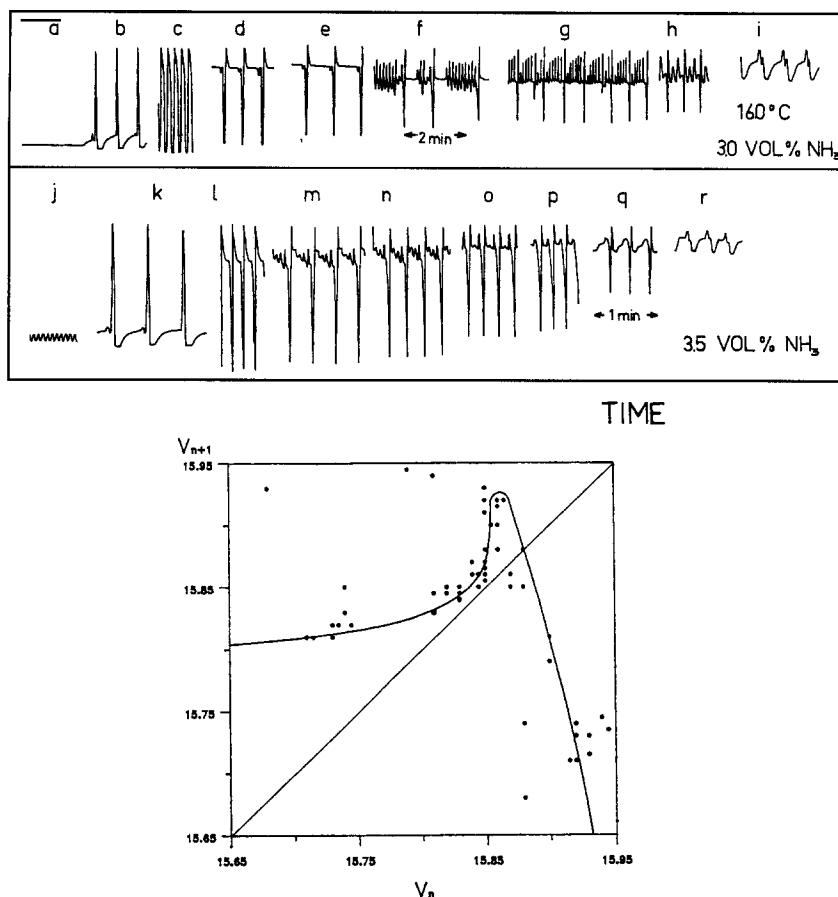 a b c d e f g h i
2 min
160°C
3.0 VOL% NH₃
j k l m n o p q r
1 min
3.5 VOL% NH₃
TIME
Vn+1
15.95
15.85
15.75
15.65
15.65 15.75 15.85 15.95
Vn